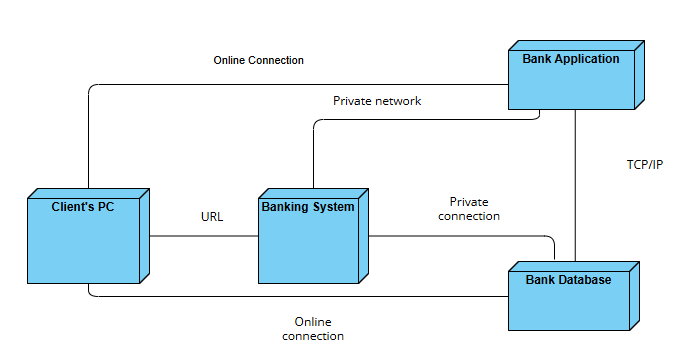 Bank Application
Online Connection
Private network
TCP/IP
Client's PC
Banking System
Private
connection
URL
Bank Database
Online
connection